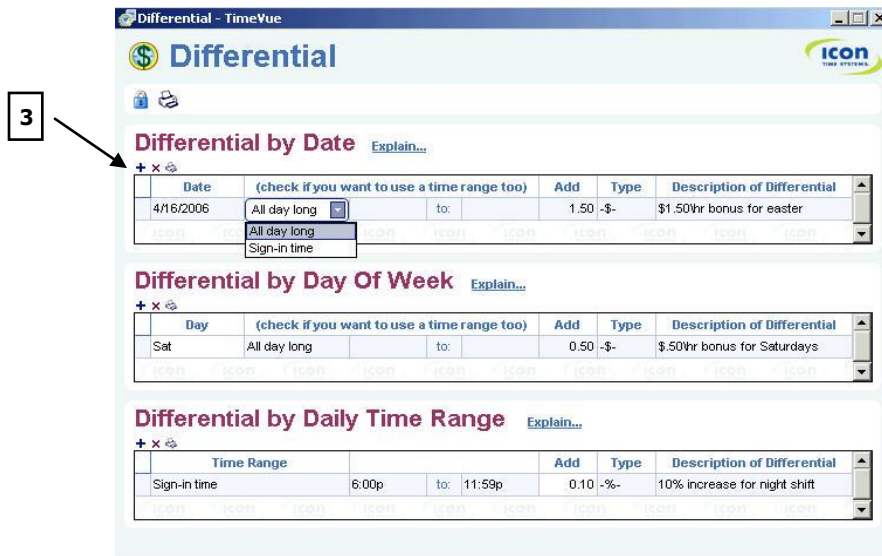 Differential - TimeVue
Differential
icon
TIME SYSTEMS.
3
Differential by Date Explain...
Date (check if you want to use a time range too) Add Type Description of Differential
4/16/2006 All day long to: 1.50 -$- $1.50\hr bonus for easter
All day long
Sign-in time
Differential by Day Of Week Explain...
Day (check if you want to use a time range too) Add Type Description of Differential
Sat All day long to: 0.50 -$- $.50\hr bonus for Saturdays
Differential by Daily Time Range Explain...
Time Range Add Type Description of Differential
Sign-in time 6:00p to: 11:59p 0.10 -%- 10% increase for night shift